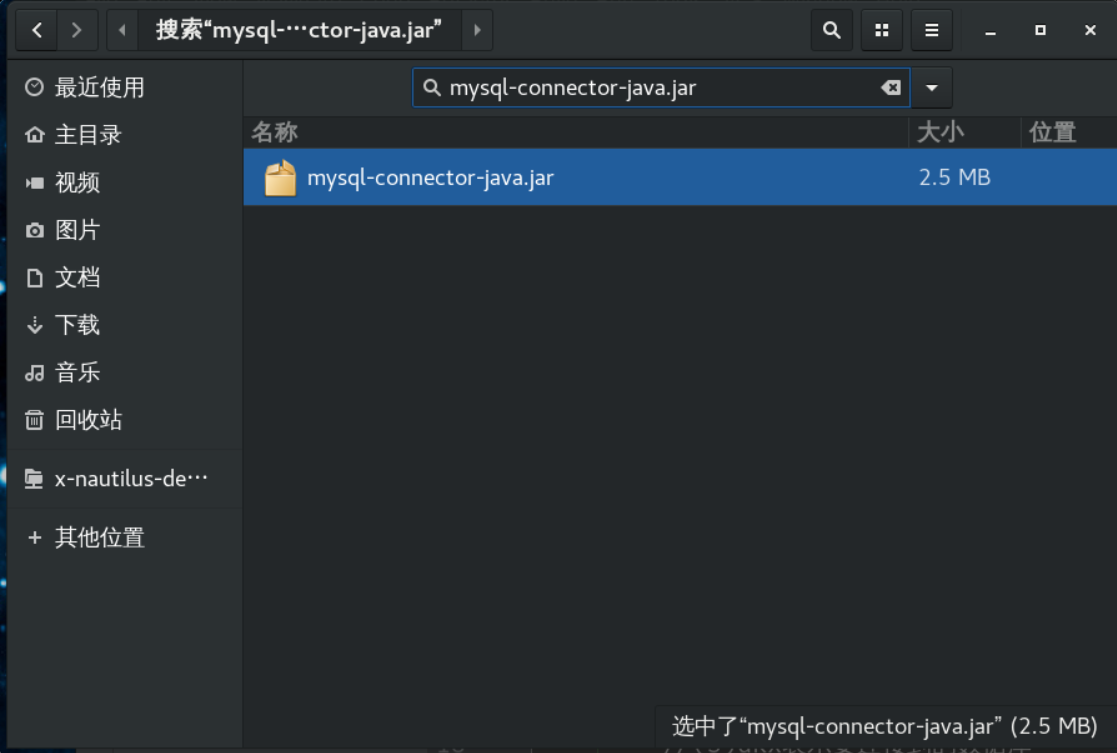 搜索“mysql-…ctor-java.jar”
mysql-connector-java.jar
名称 大小 位置
mysql-connector-java.jar 2.5 MB
最近使用
主目录
视频
图片
文档
下载
音乐
回收站
x-nautilus-de…
+ 其他位置
选中了“mysql-connector-java.jar” (2.5 MB)